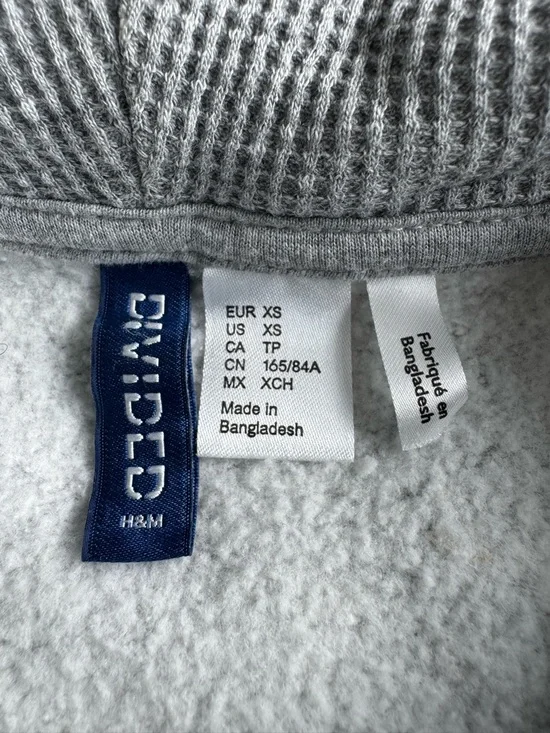 DIVIDED
H&M
EUR XS
US XS
CA TP
CN 165/84A
MX XCH
Made in
Bangladesh
Fabriqué en
Bangladesh